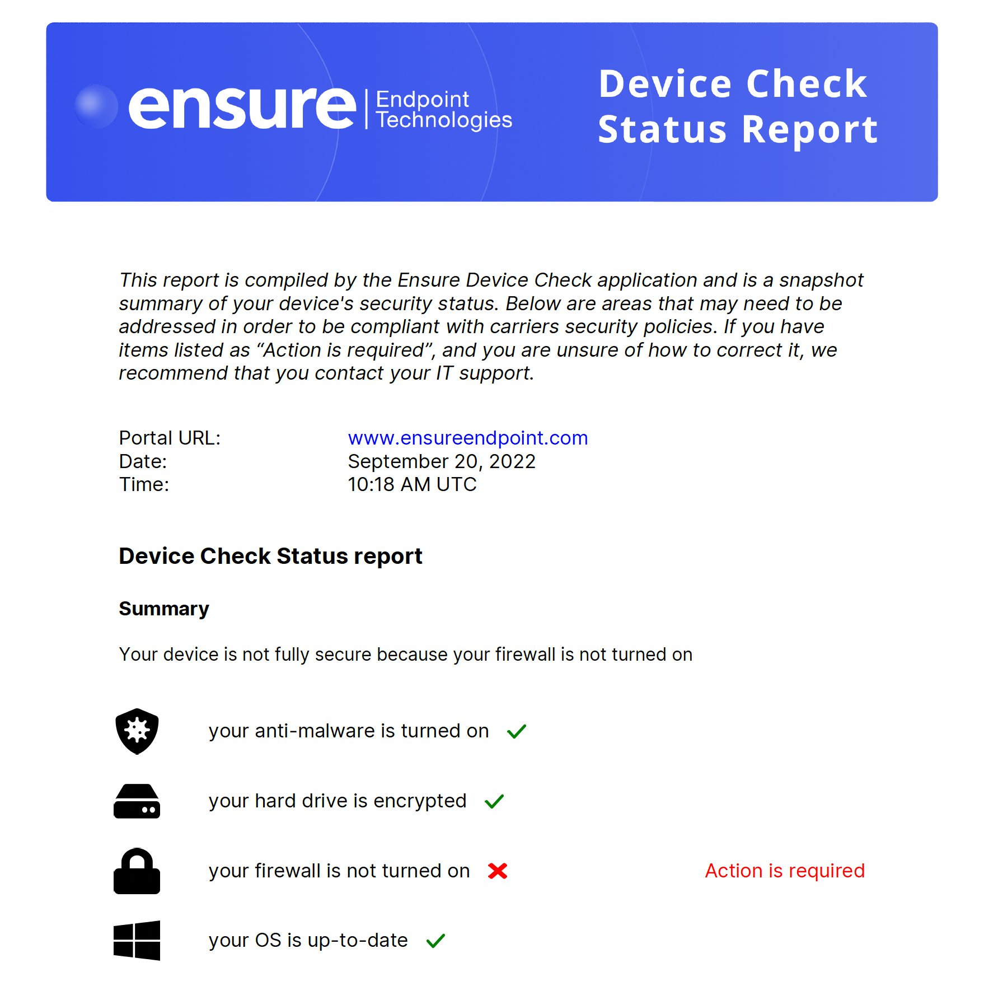 ensure
Endpoint
Technologies
Device Check
Status Report
This report is compiled by the Ensure Device Check application and is a snapshot
summary of your device's security status. Below are areas that may need to be
addressed in order to be compliant with carriers security policies. If you have
items listed as “Action is required”, and you are unsure of how to correct it, we
recommend that you contact your IT support.
Portal URL: www.ensureendpoint.com
Date: September 20, 2022
Time: 10:18 AM UTC
Device Check Status report
Summary
Your device is not fully secure because your firewall is not turned on
your anti-malware is turned on
your hard drive is encrypted
your firewall is not turned on Action is required
your OS is up-to-date